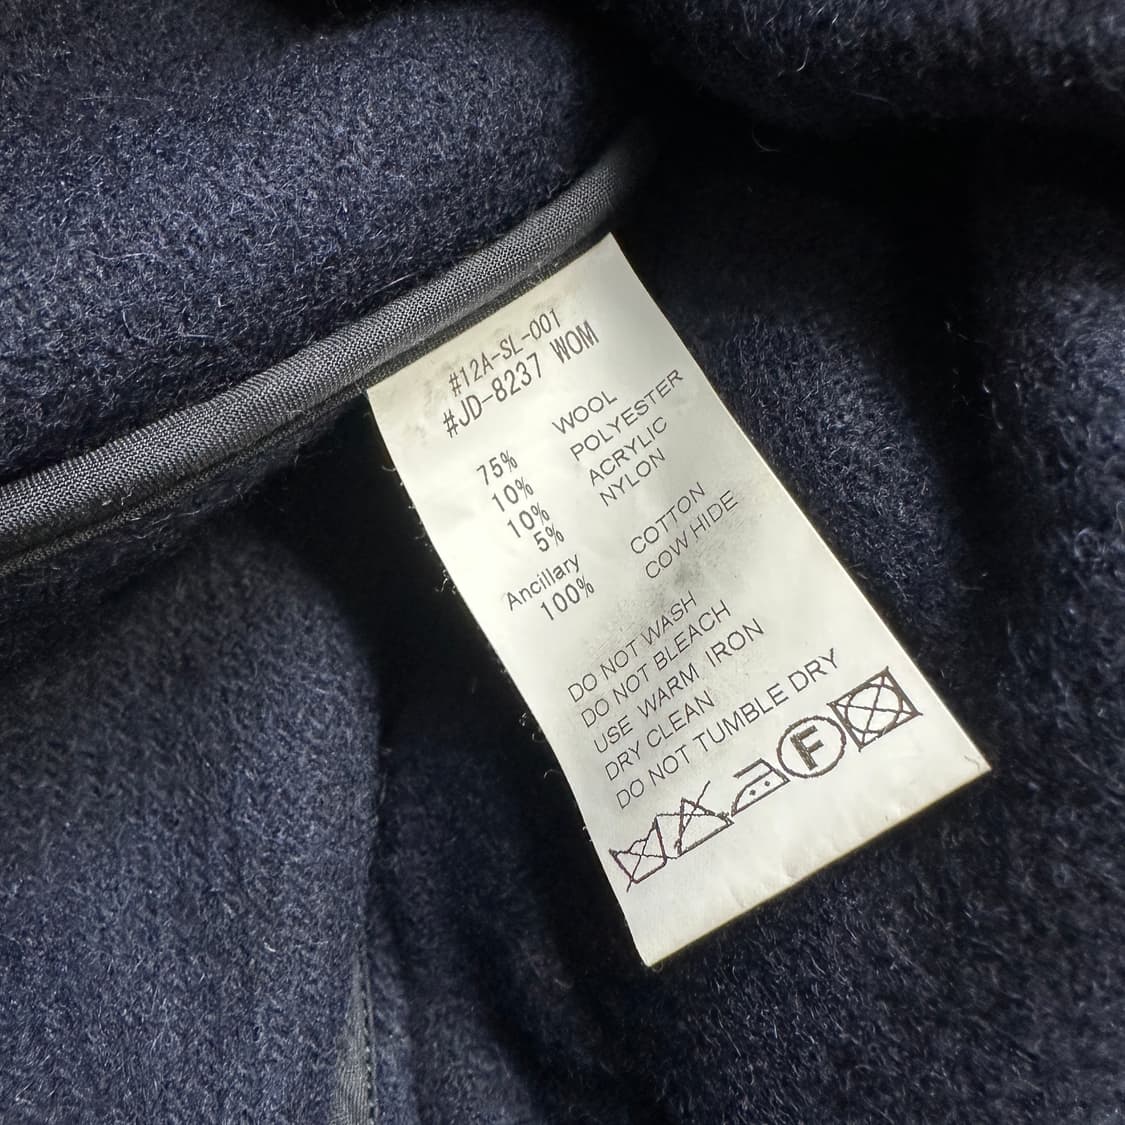 #12A-SL-001
#JD-8237 WOM
75% WOOL
10% POLYESTER
10% ACRYLIC
5% NYLON
Ancillary COTTON
100% COW HIDE
DO NOT WASH
DO NOT BLEACH
USE WARM IRON
DRY CLEAN
DO NOT TUMBLE DRY
F